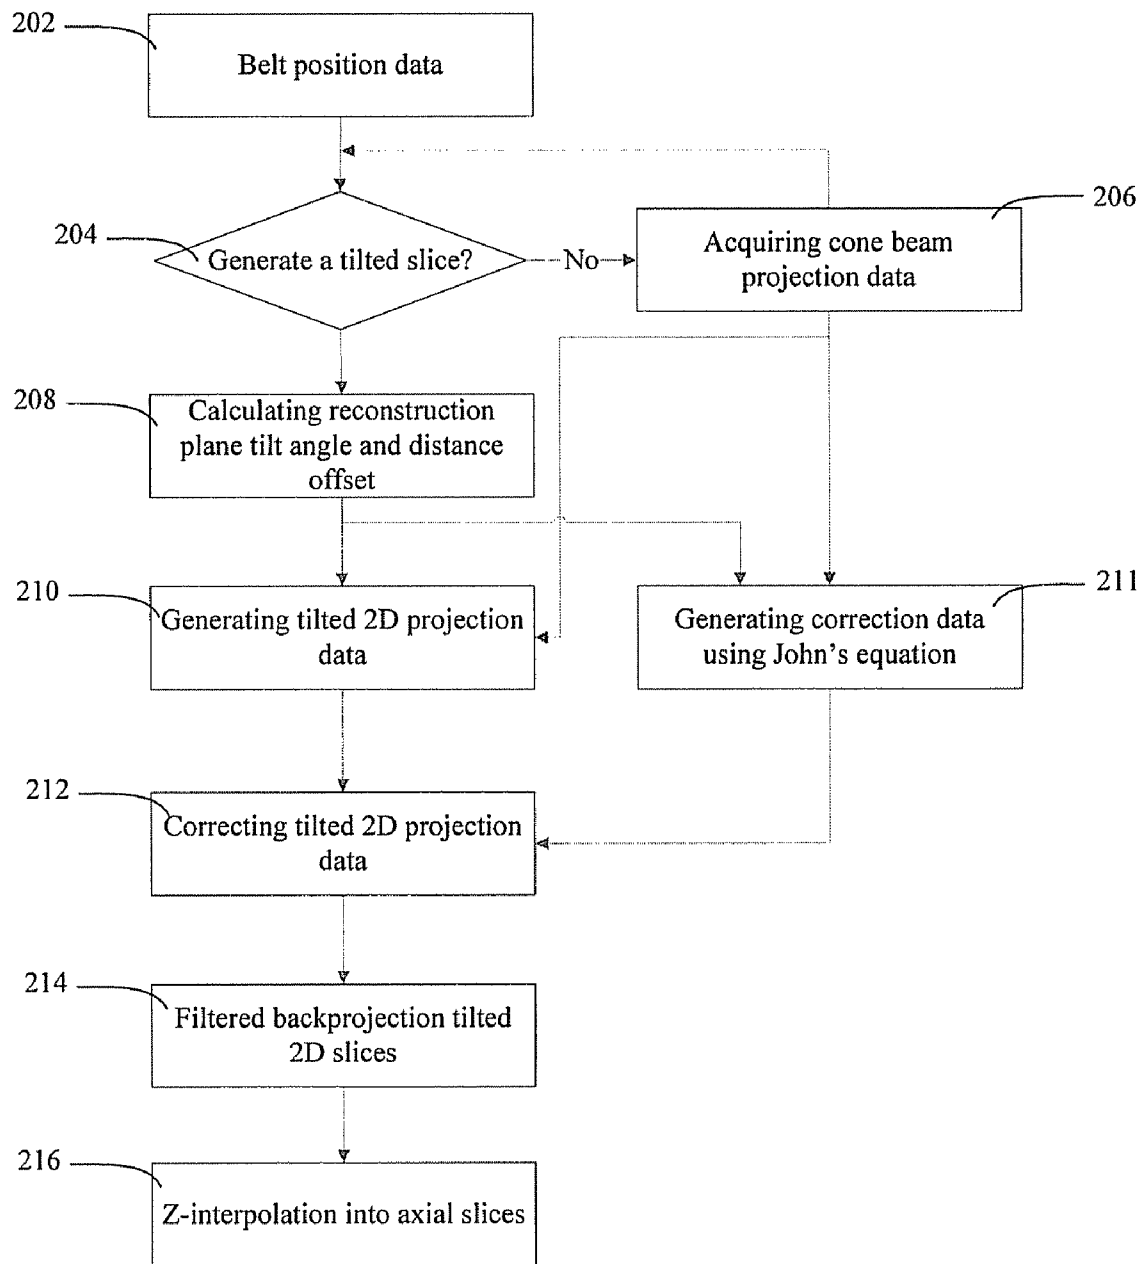 202
Belt position data
206
204
Generate a tilted slice?
No
Acquiring cone beam
projection data
208
Calculating reconstruction
plane tilt angle and distance
offset
210
211
Generating tilted 2D projection
data
Generating correction data
using John's equation
212
Correcting tilted 2D projection
data
214
Filtered backprojection tilted
2D slices
216
Z-interpolation into axial slices